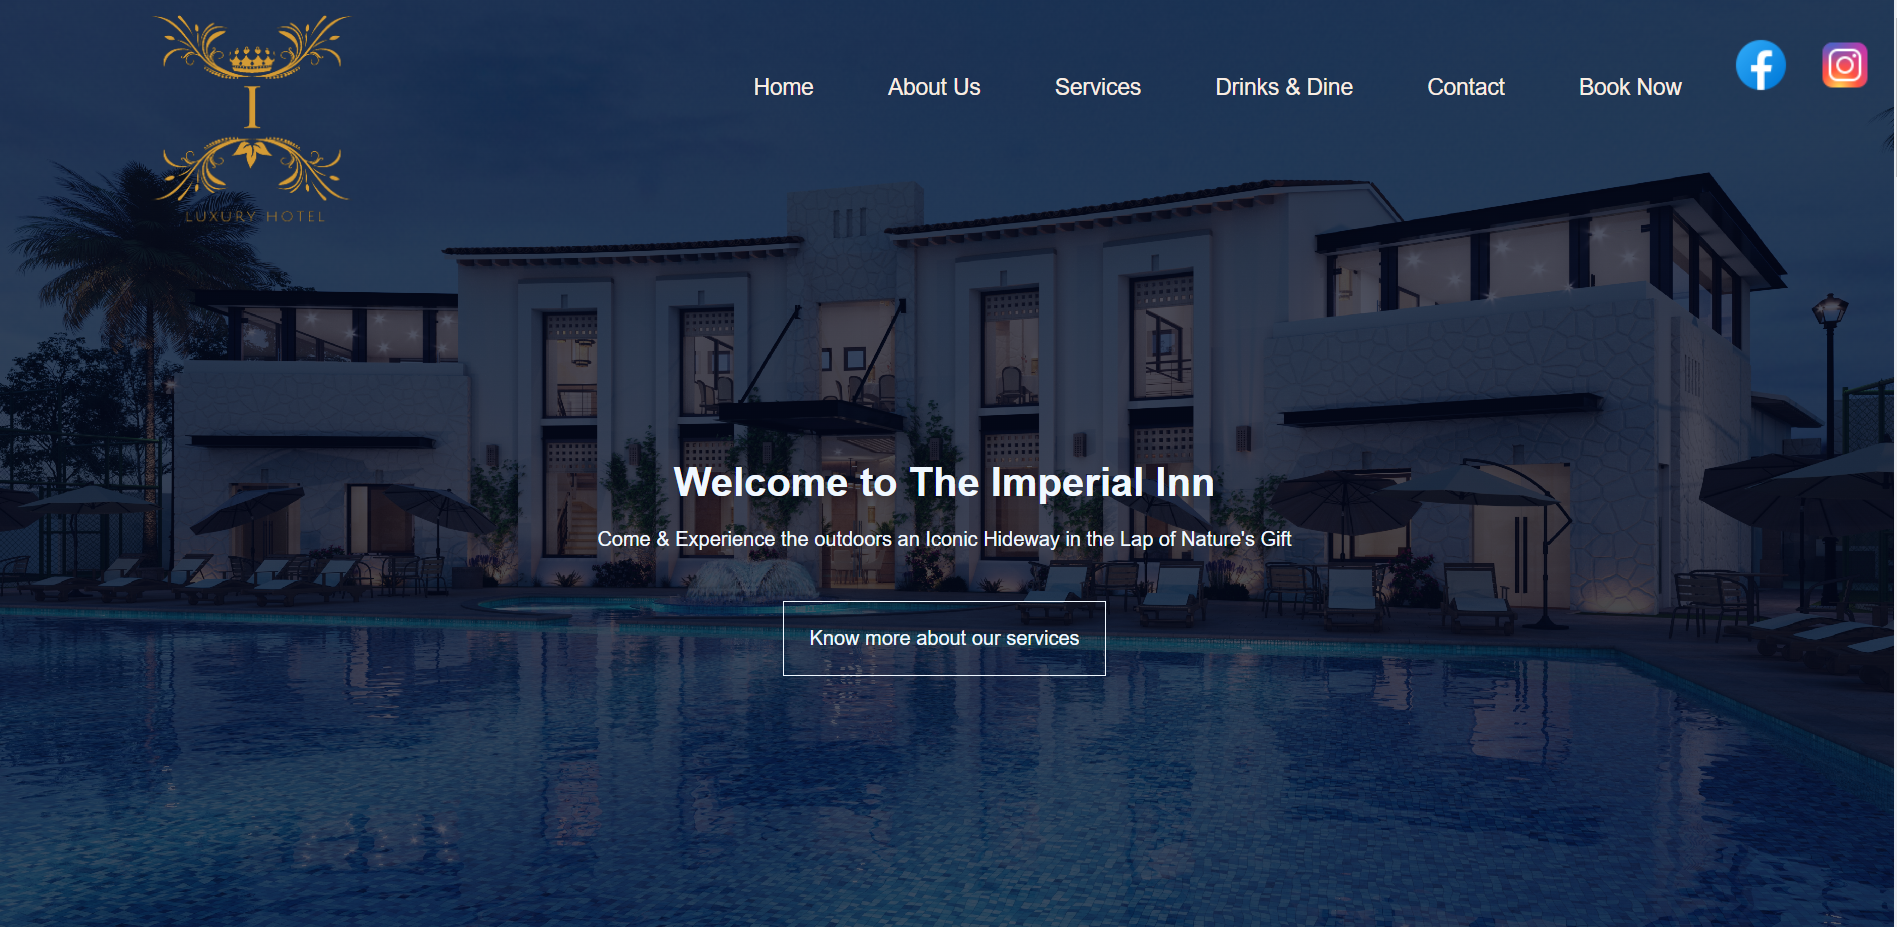 I
LUXURY HOTEL
Home About Us Services Drinks & Dine Contact Book Now
Welcome to The Imperial Inn
Come & Experience the outdoors an Iconic Hideway in the Lap of Nature's Gift
Know more about our services